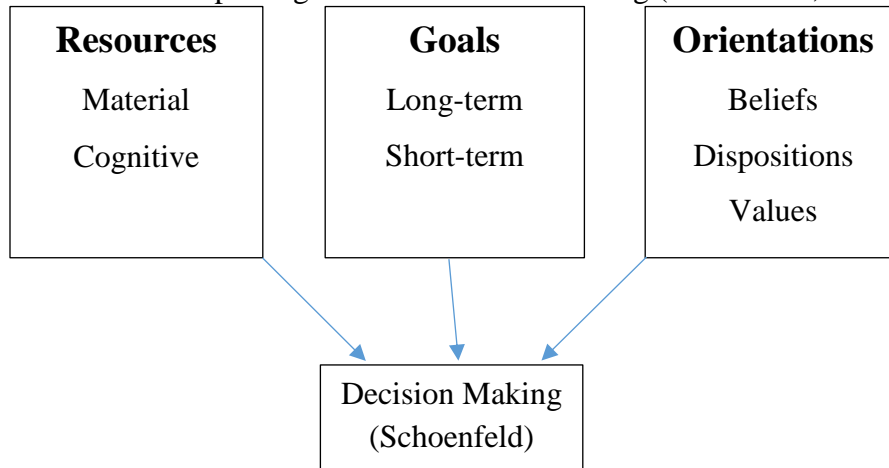 Resources
Material
Cognitive
Goals
Long-term
Short-term
Orientations
Beliefs
Dispositions
Values
Decision Making
(Schoenfeld)